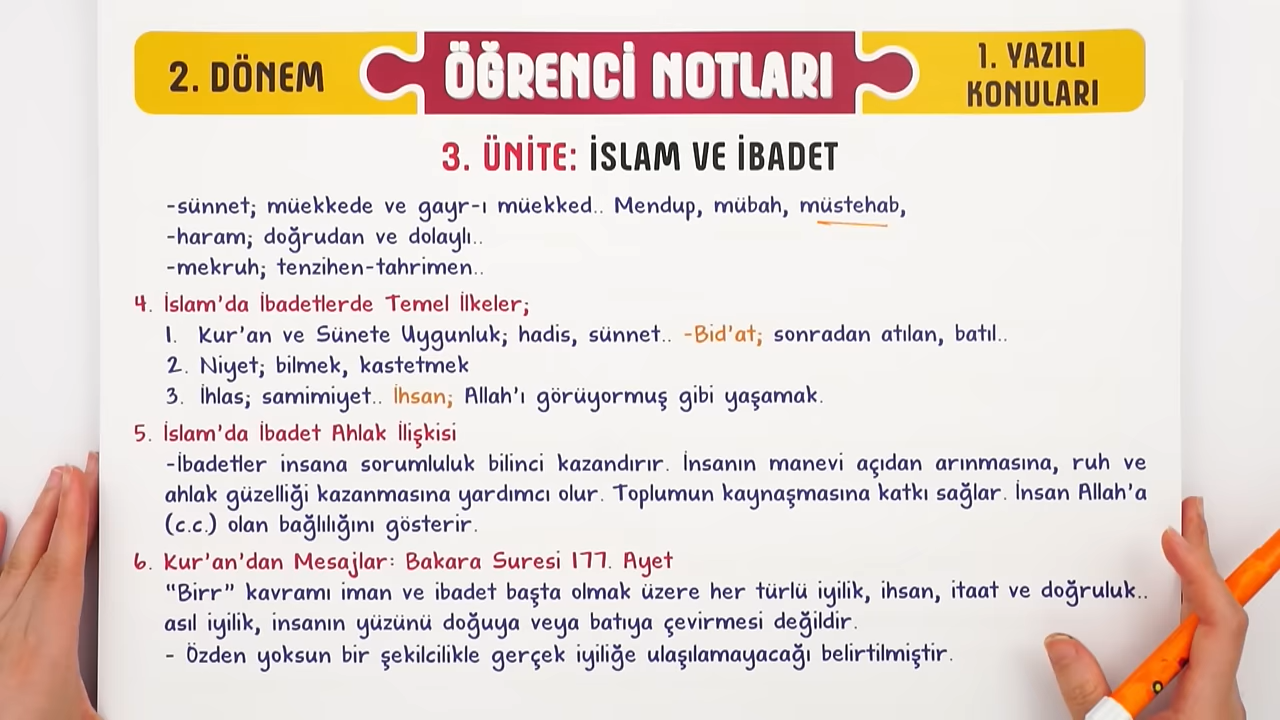 2. DÖNEM
ÖĞRENCİ NOTLARI
1. YAZILI
KONULARI
3. ÜNİTE: İSLAM VE İBADET
-sünnet; müekkede ve gayr-ı müekked.. Mendup, mübah, müstehab,
-haram; doğrudan ve dolaylı..
-mekruh; tenzihen-tahrimen..
4. İslam'da İbadetlerde Temel İlkeler;
1. Kur'an ve Sünete Uygunluk; hadis, sünnet.. -Bid'at; sonradan atılan, batıl..
2. Niyet; bilmek, kastetmek
3. İhlas; samimiyet.. İhsan; Allah'ı görüyormuş gibi yaşamak.
5. İslam'da İbadet Ahlak İlişkisi
-İbadetler insana sorumluluk bilinci kazandırır. İnsanın manevi açıdan arınmasına, ruh ve
ahlak güzelliği kazanmasına yardımcı olur. Toplumun kaynaşmasına katkı sağlar. İnsan Allah'a
(c.c.) olan bağlılığını gösterir.
6. Kur'an'dan Mesajlar: Bakara Suresi 177. Ayet
"Birr" kavramı iman ve ibadet başta olmak üzere her türlü iyilik, ihsan, itaat ve doğruluk..
asıl iyilik, insanın yüzünü doğuya veya batıya çevirmesi değildir.
- Özden yoksun bir şekilcilikle gerçek iyiliğe ulaşılamayacağı belirtilmiştir.